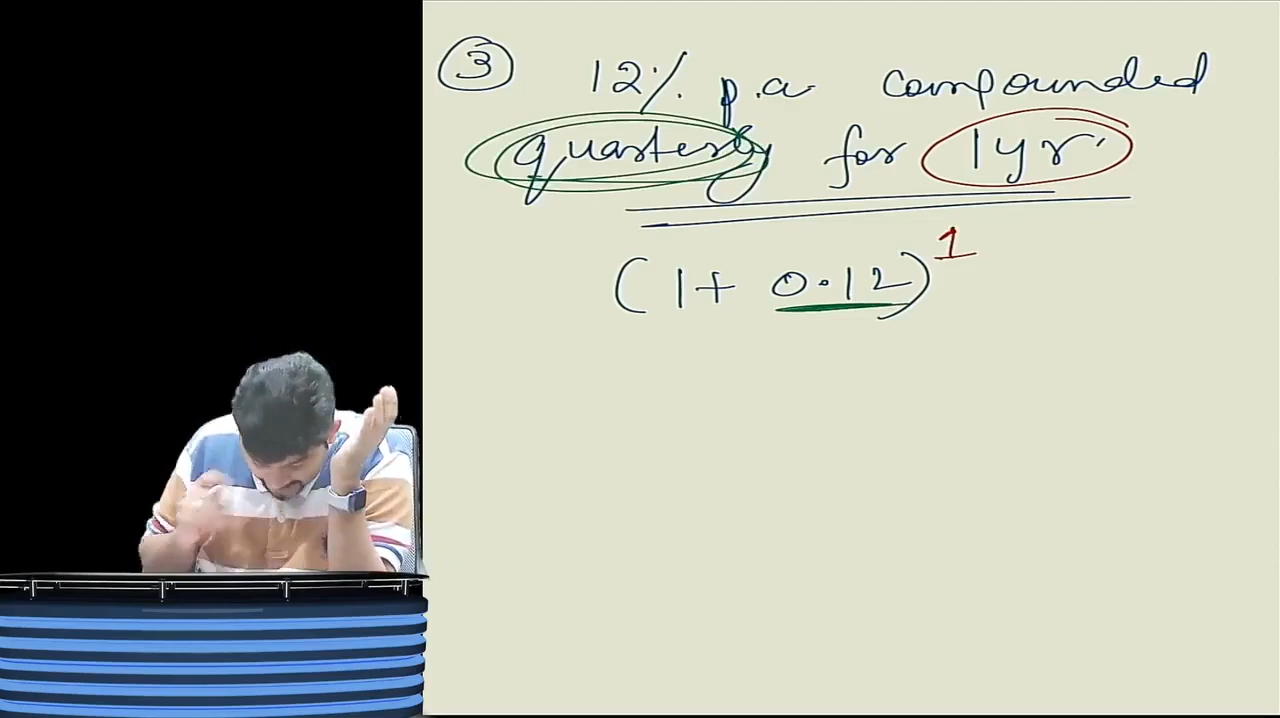 ③ 12% p.a. compounded
quarterly for 1yr.
(1 + 0.12)^1